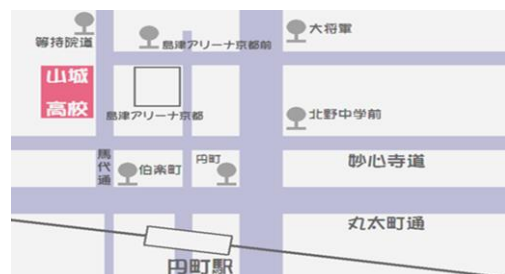 大将軍
等持院道
島津アリーナ京都前
山城
高校
島津アリーナ京都
北野中学前
馬代通
伯楽町
円町
妙心寺道
丸太町通
円町駅